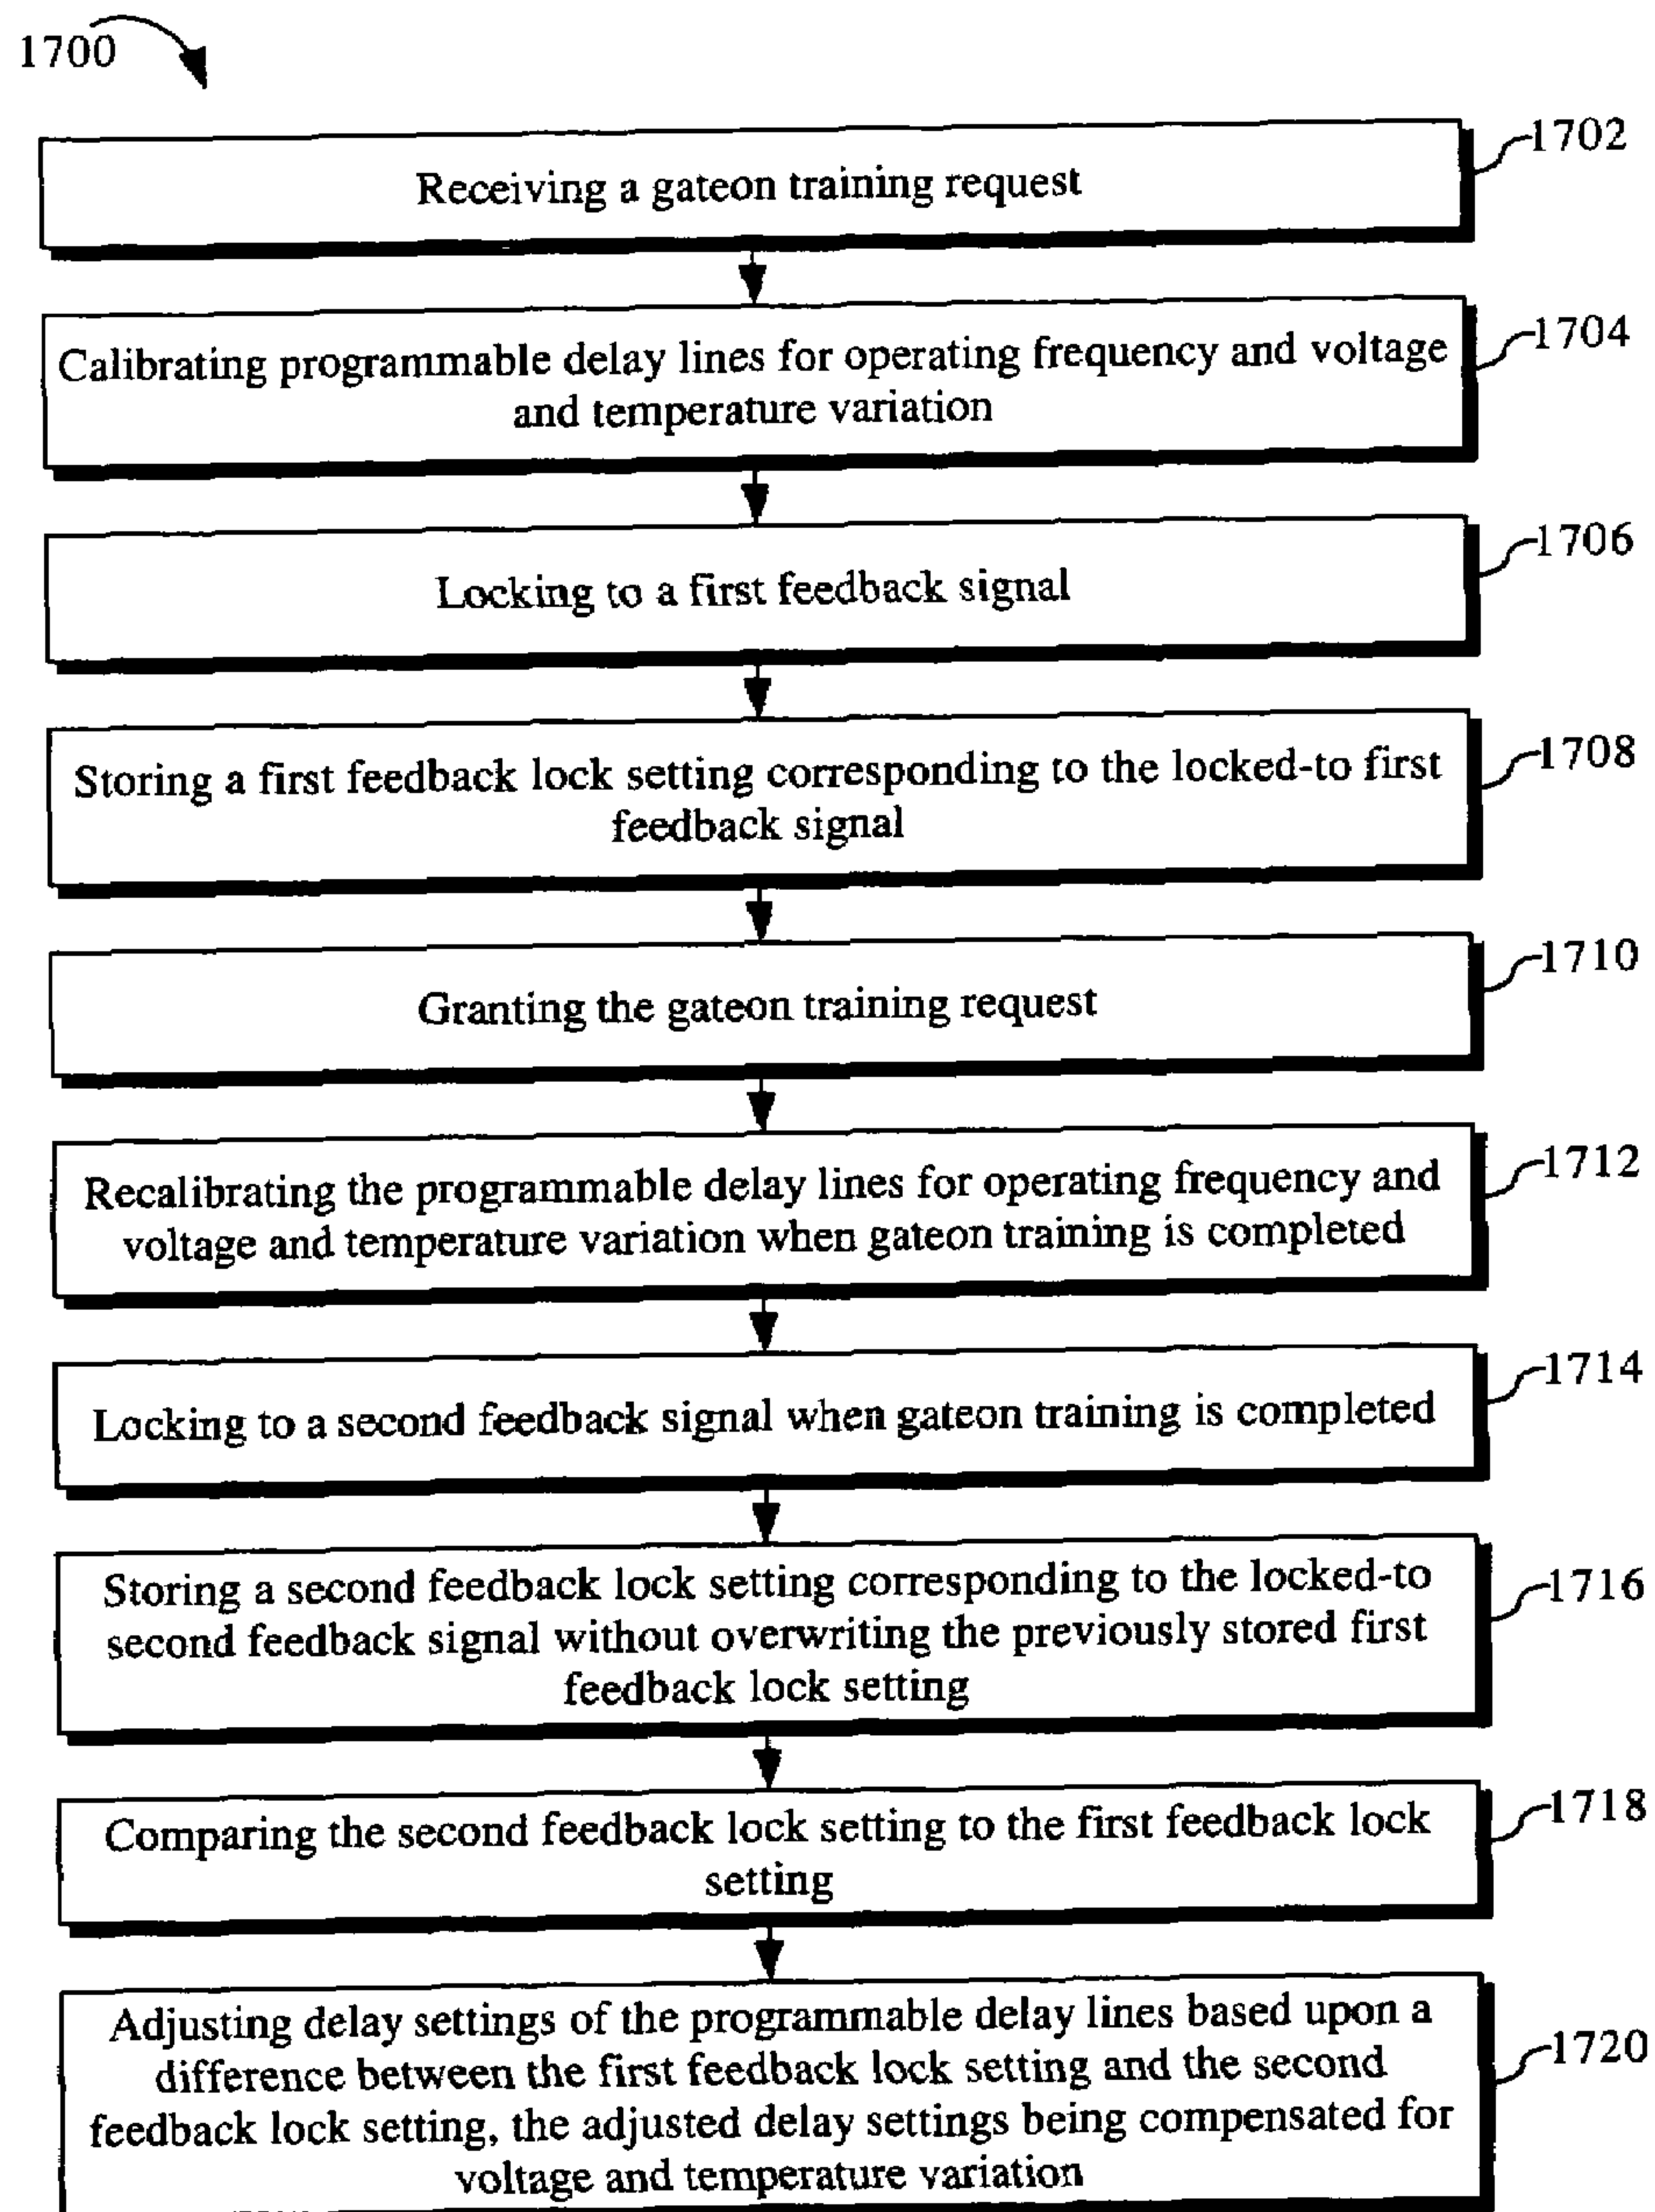 1700
Receiving a gateon training request
1702
Calibrating programmable delay lines for operating frequency and voltage
and temperature variation
1704
Locking to a first feedback signal
1706
Storing a first feedback lock setting corresponding to the locked-to first
feedback signal
1708
Granting the gateon training request
1710
Recalibrating the programmable delay lines for operating frequency and
voltage and temperature variation when gateon training is completed
1712
Locking to a second feedback signal when gateon training is completed
1714
Storing a second feedback lock setting corresponding to the locked-to
second feedback signal without overwriting the previously stored first
feedback lock setting
1716
Comparing the second feedback lock setting to the first feedback lock
setting
1718
Adjusting delay settings of the programmable delay lines based upon a
difference between the first feedback lock setting and the second
feedback lock setting, the adjusted delay settings being compensated for
voltage and temperature variation
1720